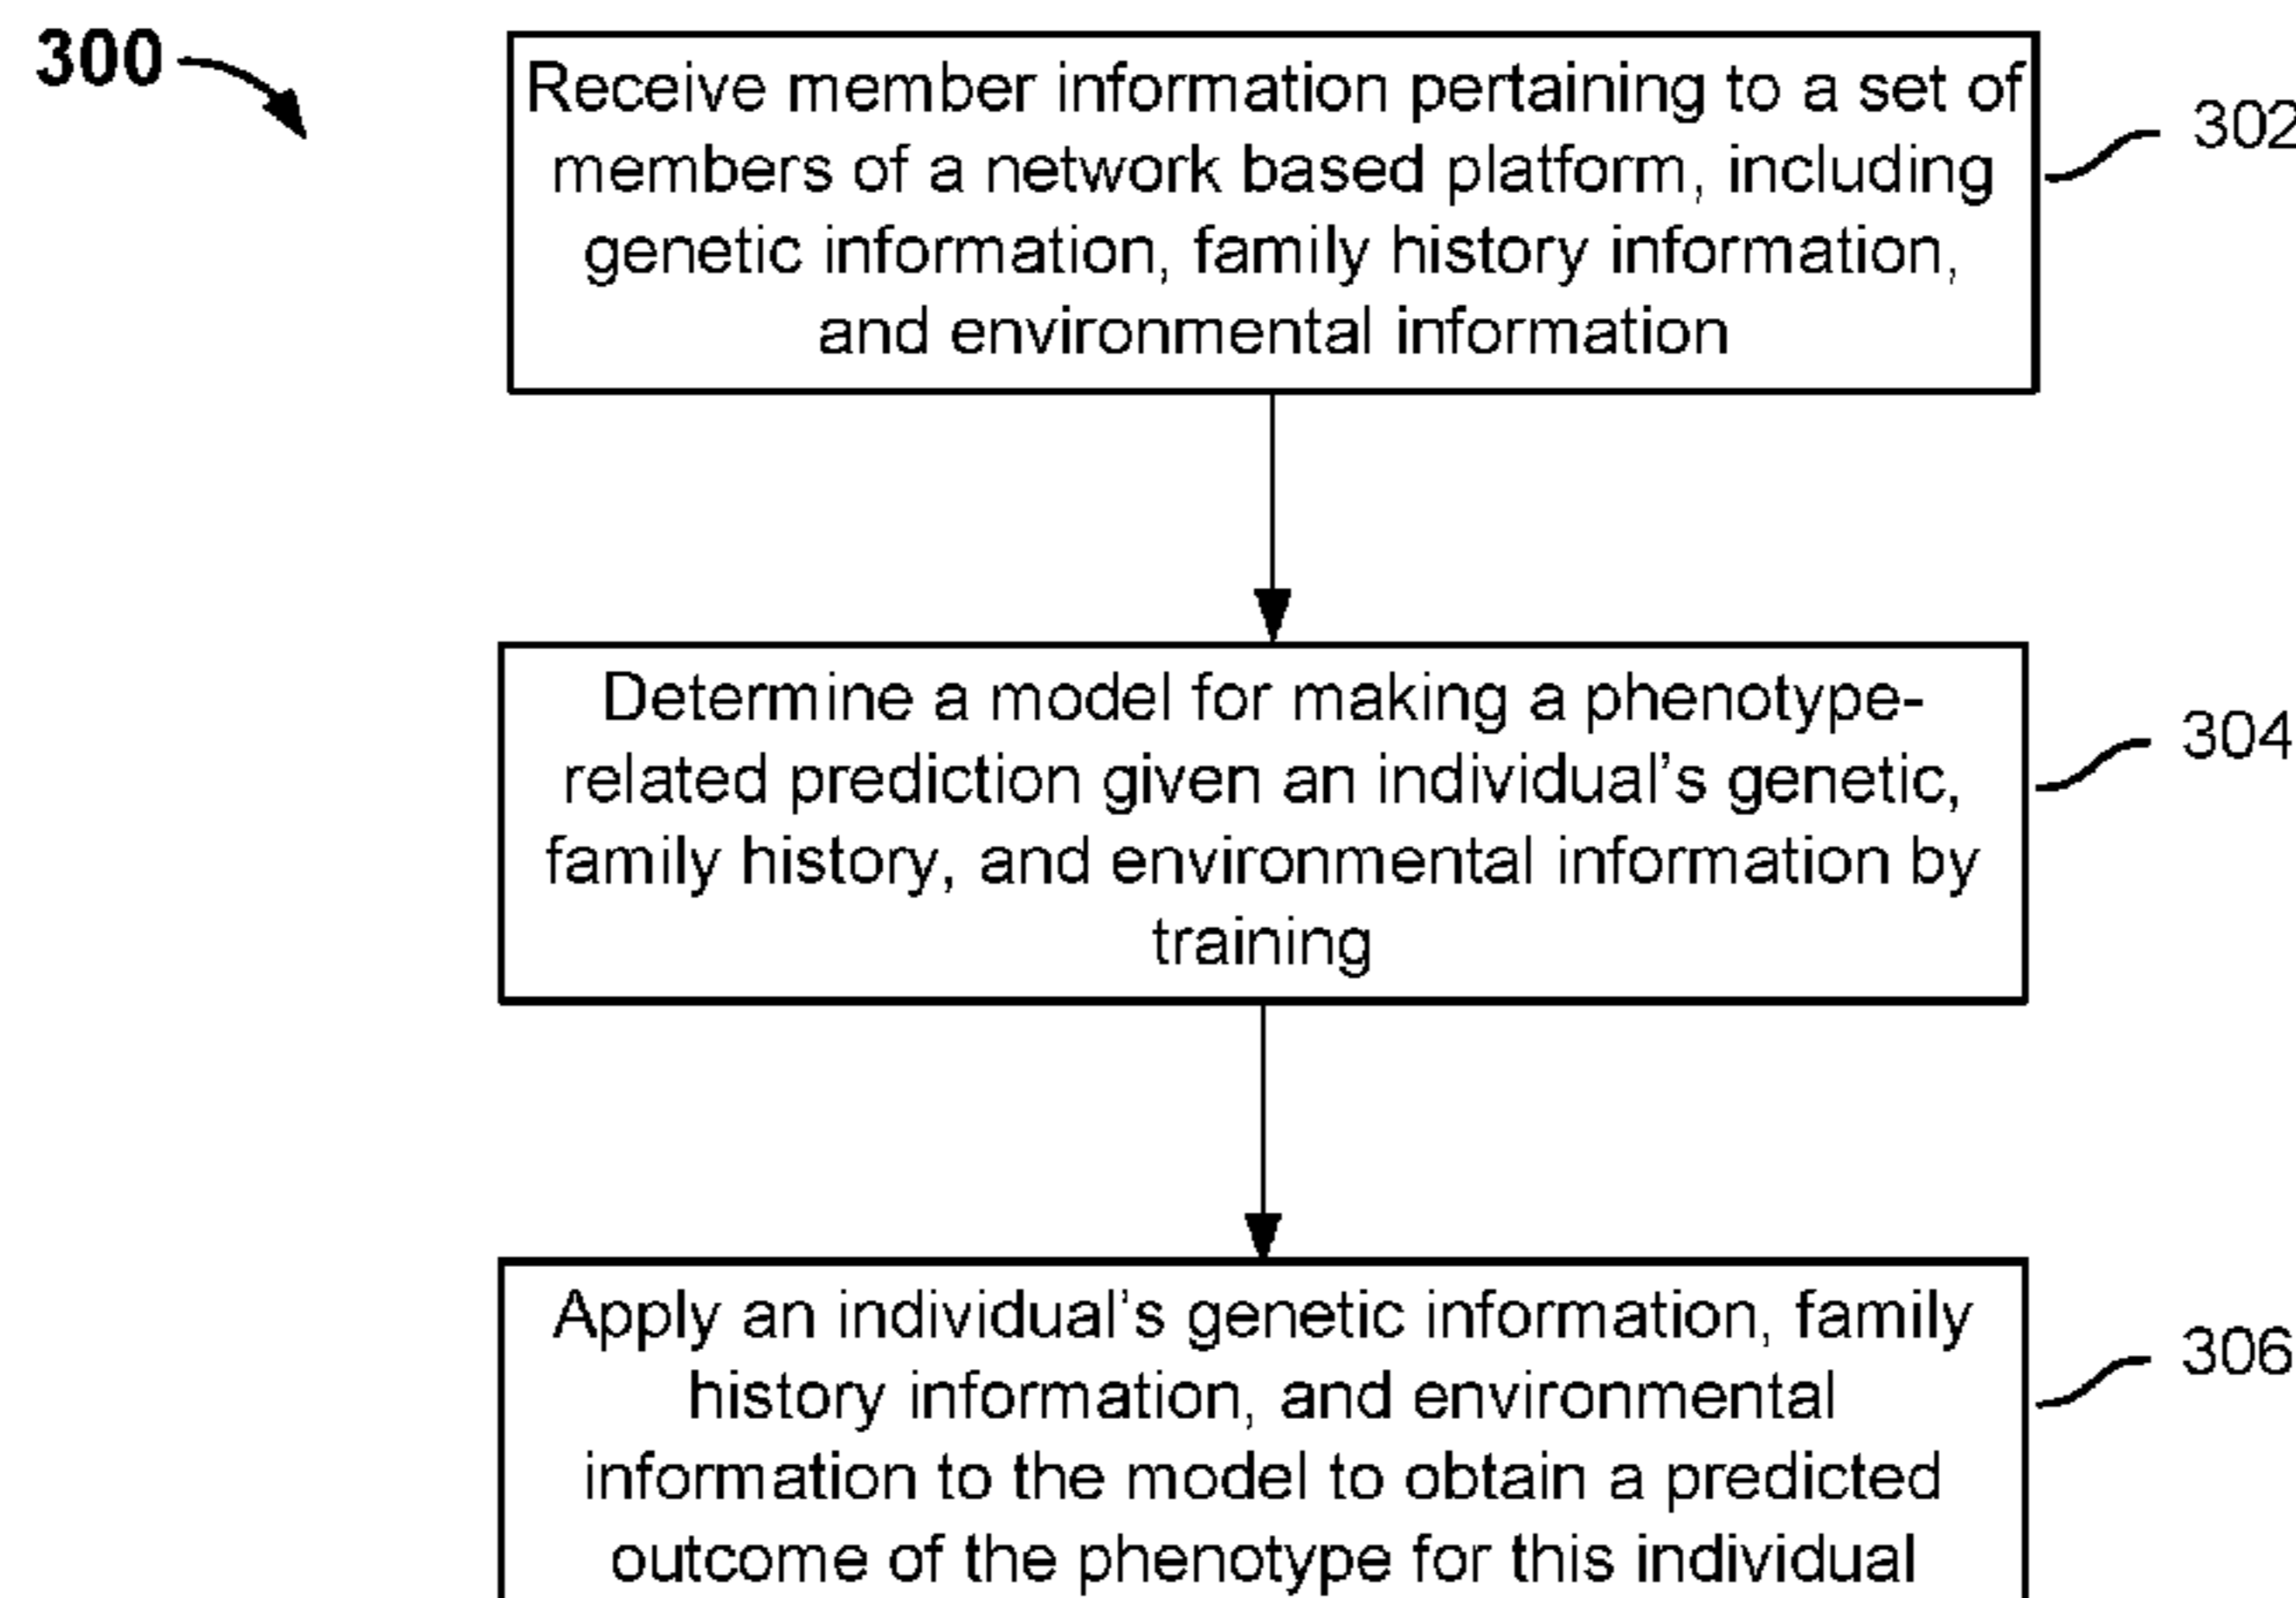 300
Receive member information pertaining to a set of
members of a network based platform, including
genetic information, family history information,
and environmental information
302
Determine a model for making a phenotype-
related prediction given an individual's genetic,
family history, and environmental information by
training
304
Apply an individual's genetic information, family
history information, and environmental
information to the model to obtain a predicted
outcome of the phenotype for this individual
306